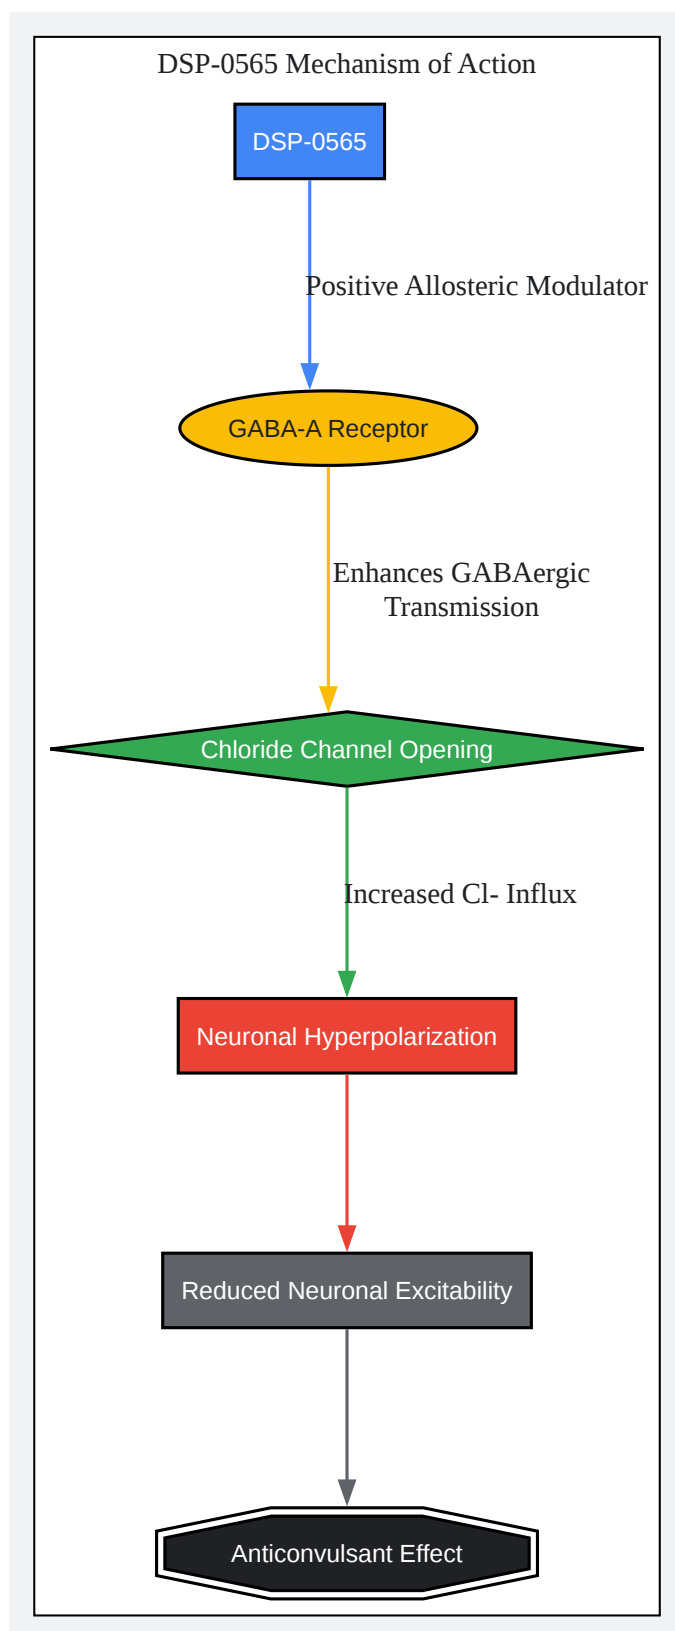 DSP-0565 Mechanism of Action
DSP-0565
Positive Allosteric Modulator
GABA-A Receptor
Enhances GABAergic
Transmission
Chloride Channel Opening
Increased Cl- Influx
Neuronal Hyperpolarization
Reduced Neuronal Excitability
Anticonvulsant Effect